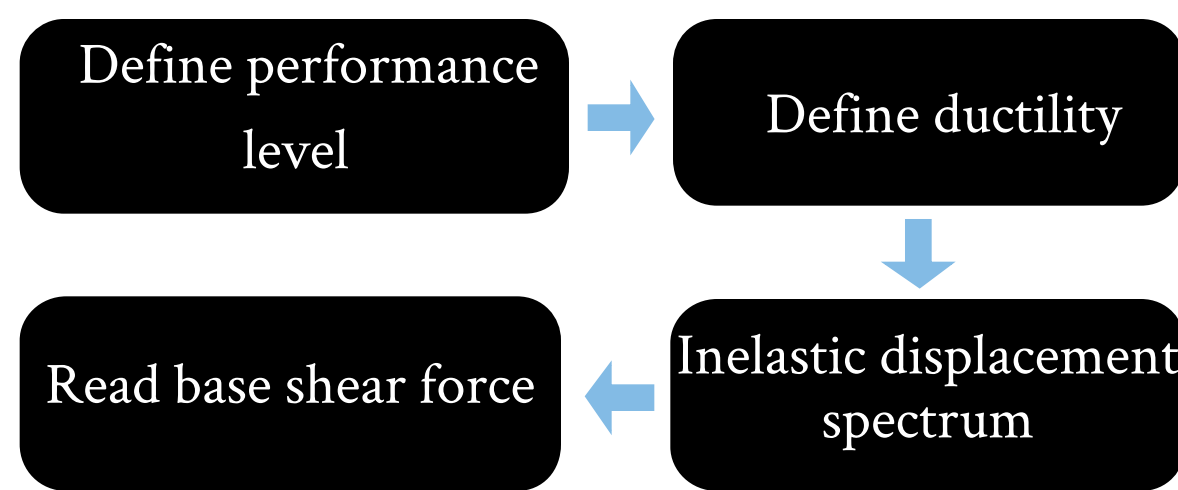 Define performance
level
Define ductility
Inelastic displacement
spectrum
Read base shear force